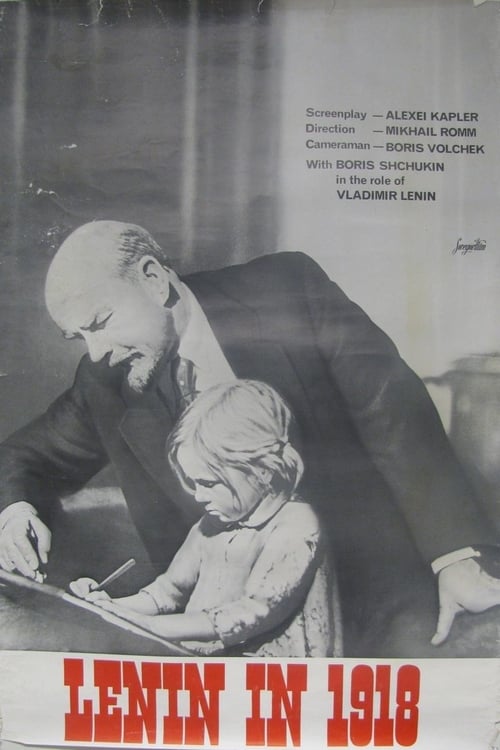 Screenplay — ALEXEI KAPLER
Direction — MIKHAIL ROMM
Cameraman — BORIS VOLCHEK
With BORIS SHCHUKIN
in the role of
VLADIMIR LENIN
LENIN IN 1918